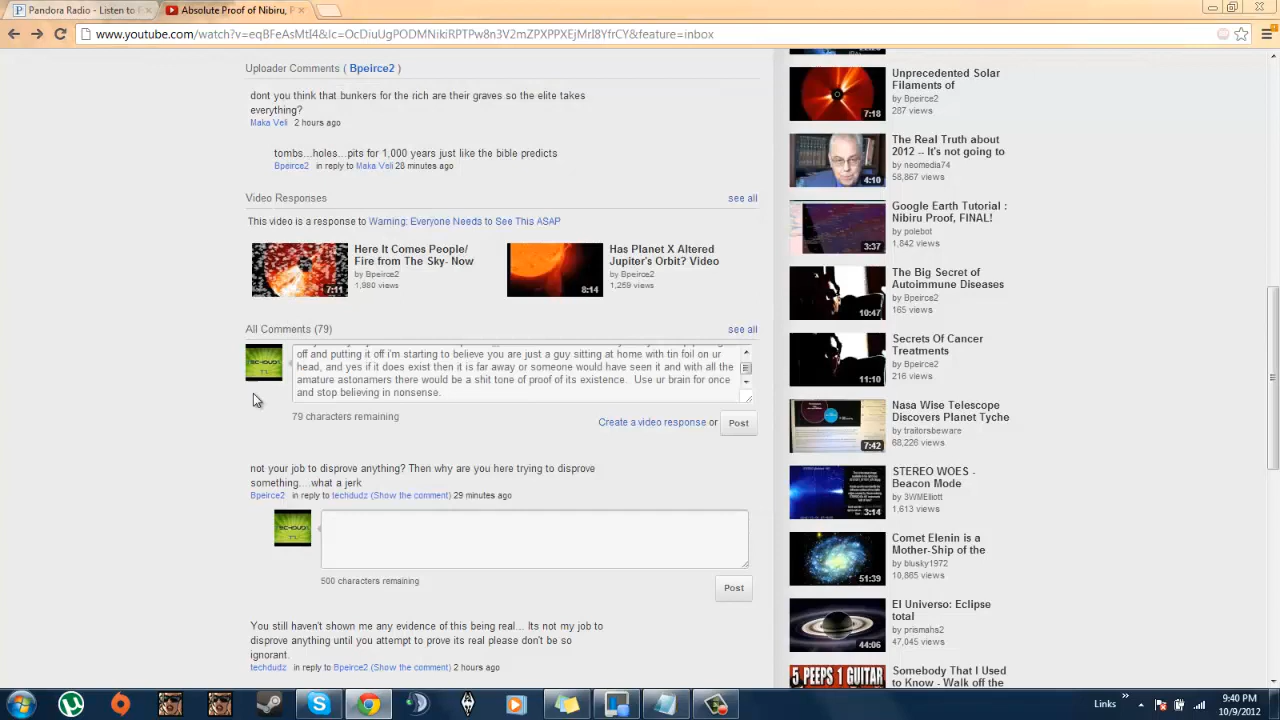 Pandora Radio - Listen to F
Absolute Proof of Nibiru, P
Uploader Comments ( Bpeirce2 )
dont you think that bunkers for the rich are their graves so the elite takes
everything?
Maka Veli 2 hours ago
tombs... homo... pits for 1000 years just like the bible predict
Bpeirce2 in reply to Maka Veli 28 minutes ago
Video Responses
see all
This video is a response to Warning: Everyone Needs to See This ASAP
Here It Comes People/
Fire from The Sky- Now
by Bpeirce2
1,980 views
7:11
Has Planet X Altered
Jupiter's Orbit? Video
by Bpeirce2
1,259 views
8:14
All Comments (79)
see all
off and putting it off i'm starting to believe you are just a guy sitting at home with tin foil on ur
head, and yes if it does exist then it is far away or someone would have seen it and with all the
amature astonamers there would be a shit tone of proof of its existence. Use ur brain for once
and stop believing in nonsense.
79 characters remaining
Create a video response or
Post
not your job to disprove anything? Then why are you here trying to disprove
something... what a jerk
Bpeirce2 in reply to techdudz (Show the comment) 29 minutes ago
500 characters remaining
Post
You still haven't shown me any evidence of this being real... Its not my job to
disprove anything until you attempt to prove its real please don't be so
ignorant.
techdudz in reply to Bpeirce2 (Show the comment) 2 hours ago
Unprecedented Solar
Filaments of
by Bpeirce2
287 views
7:18
The Real Truth about
2012 -- It's not going to
by neomedia74
58,867 views
4:10
Google Earth Tutorial :
Nibiru Proof, FINAL!
by polebot
1,842 views
3:37
The Big Secret of
Autoimmune Diseases
by Bpeirce2
165 views
10:47
Secrets Of Cancer
Treatments
by Bpeirce2
216 views
11:10
Nasa Wise Telescope
Discovers Planet Tyche
by traitorsbeware
68,226 views
7:42
STEREO WOES -
Beacon Mode
by 3WMElliott
1,613 views
3:14
Comet Elenin is a
Mother-Ship of the
by blusky1972
10,865 views
51:39
El Universo: Eclipse
total
by prismahs2
47,045 views
44:06
Somebody That I Used
to Know - Walk off the
5 PEEPS 1 GUITAR
Links
9:49 PM
10/9/2012